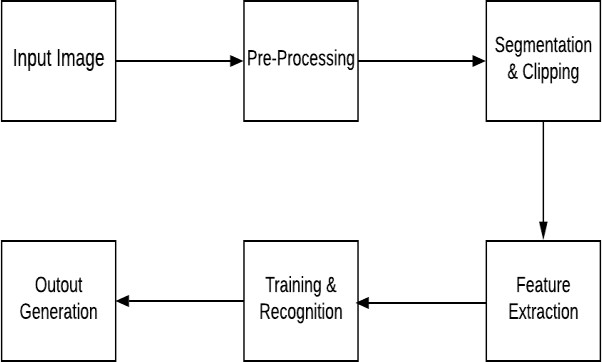 Input Image
Pre-Processing
Segmentation
& Clipping
Feature
Extraction
Training &
Recognition
Outout
Generation